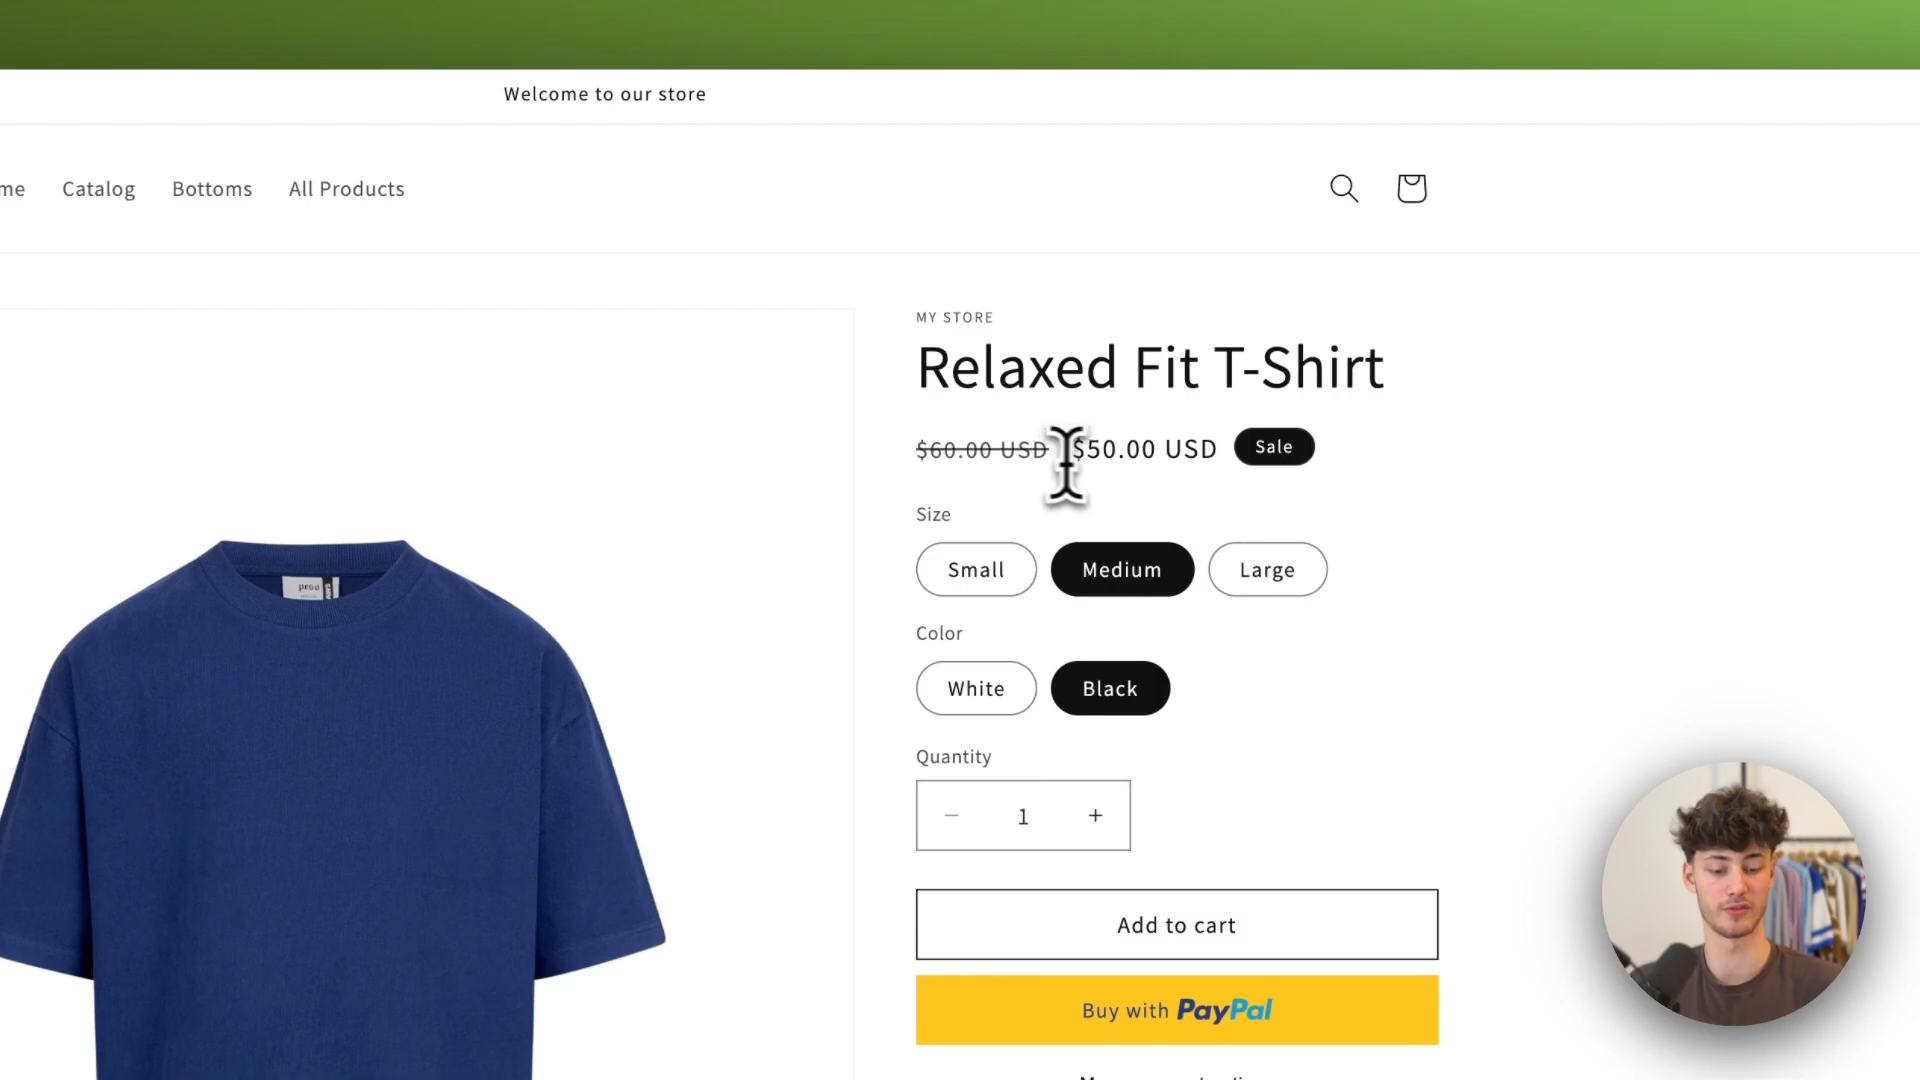 Welcome to our store
me Catalog Bottoms All Products
MY STORE
Relaxed Fit T-Shirt
$60.00 USD $50.00 USD Sale
Size
Small Medium Large
Color
White Black
Quantity
− 1 +
Add to cart
Buy with PayPal